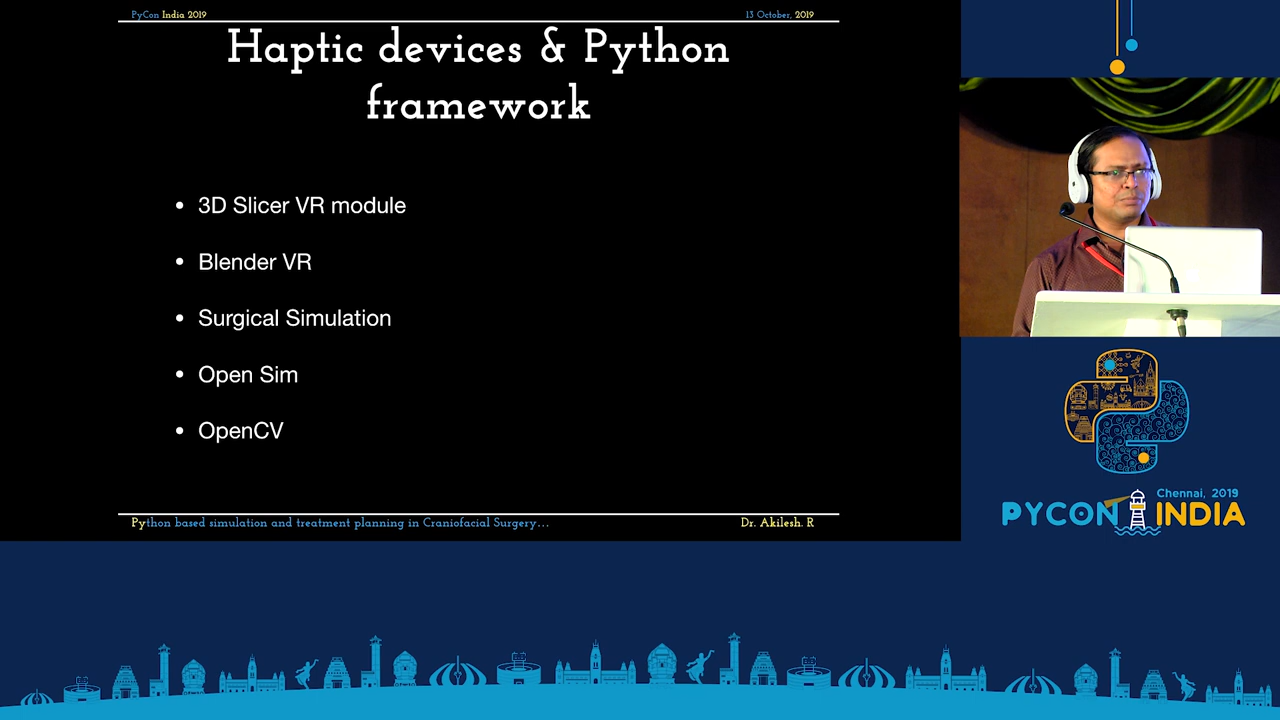 PyCon India 2019
13 October, 2019
Haptic devices & Python
framework
• 3D Slicer VR module
• Blender VR
• Surgical Simulation
• Open Sim
• OpenCV
Python based simulation and treatment planning in Craniofacial Surgery...
Dr. Akilesh. R
Chennai, 2019
PYCON INDIA